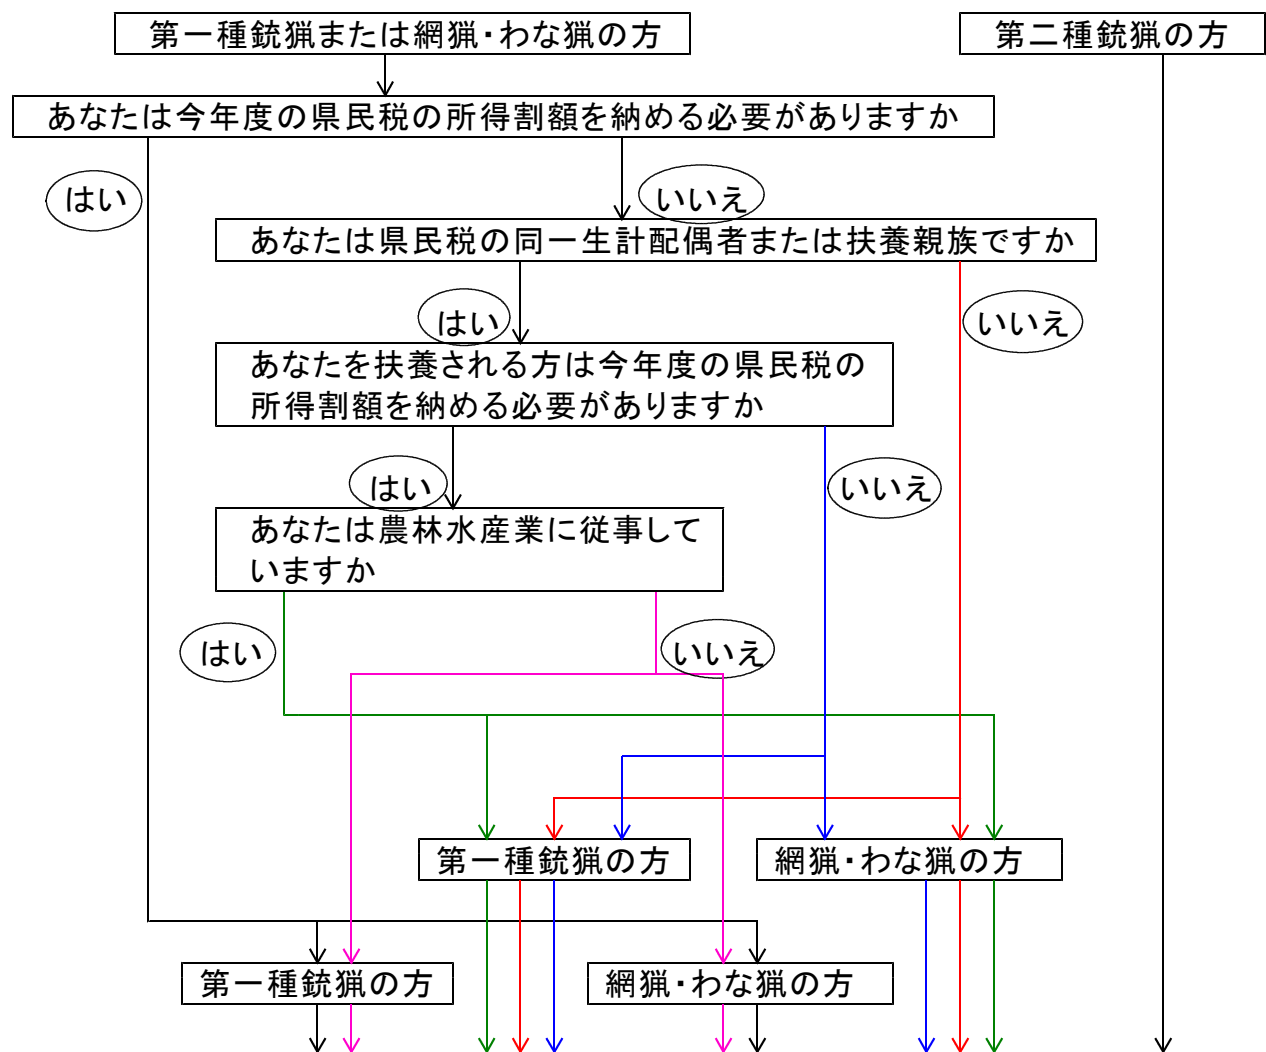 第一種銃猟または網猟・わな猟の方
第二種銃猟の方
あなたは今年度の県民税の所得割額を納める必要がありますか
はい
いいえ
あなたは県民税の同一生計配偶者または扶養親族ですか
はい
いいえ
あなたを扶養される方は今年度の県民税の
所得割額を納める必要がありますか
はい
いいえ
あなたは農林水産業に従事して
いますか
はい
いいえ
第一種銃猟の方
網猟・わな猟の方
第一種銃猟の方
網猟・わな猟の方